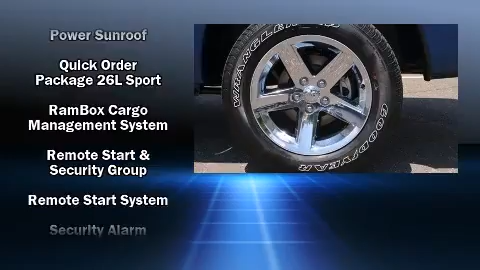 Power Sunroof
Quick Order
Package 26L Sport
RamBox Cargo
Management System
Remote Start &
Security Group
Remote Start System
Security Alarm
WRANGLER
GOODYEAR